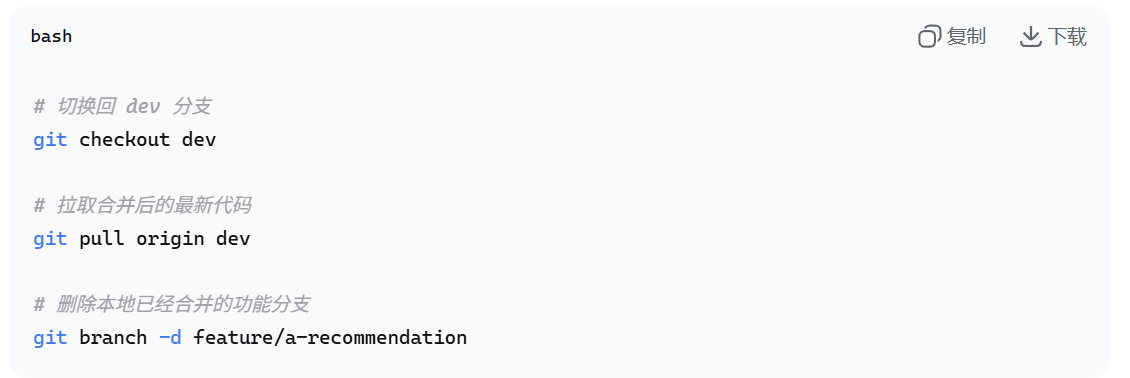 bash
复制
下载
# 切换回 dev 分支
git checkout dev
# 拉取合并后的最新代码
git pull origin dev
# 删除本地已经合并的功能分支
git branch -d feature/a-recommendation